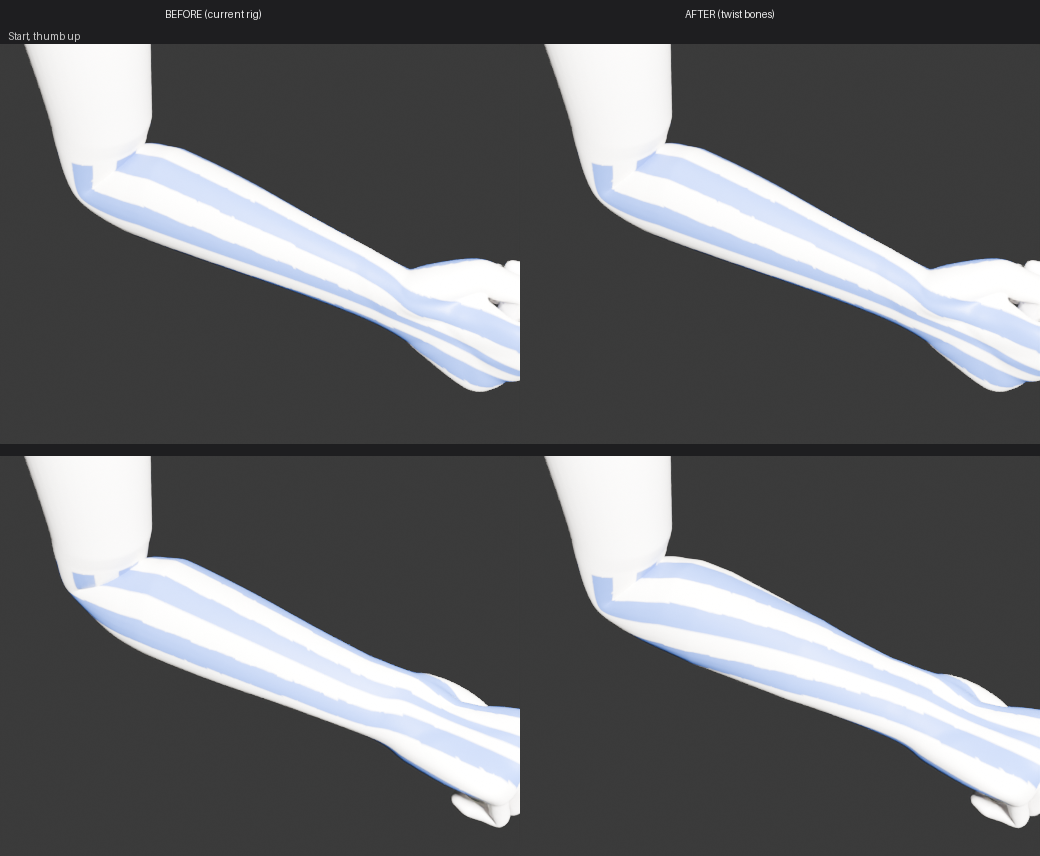 BEFORE (current rig)
AFTER (twist bones)
Start, thumb up